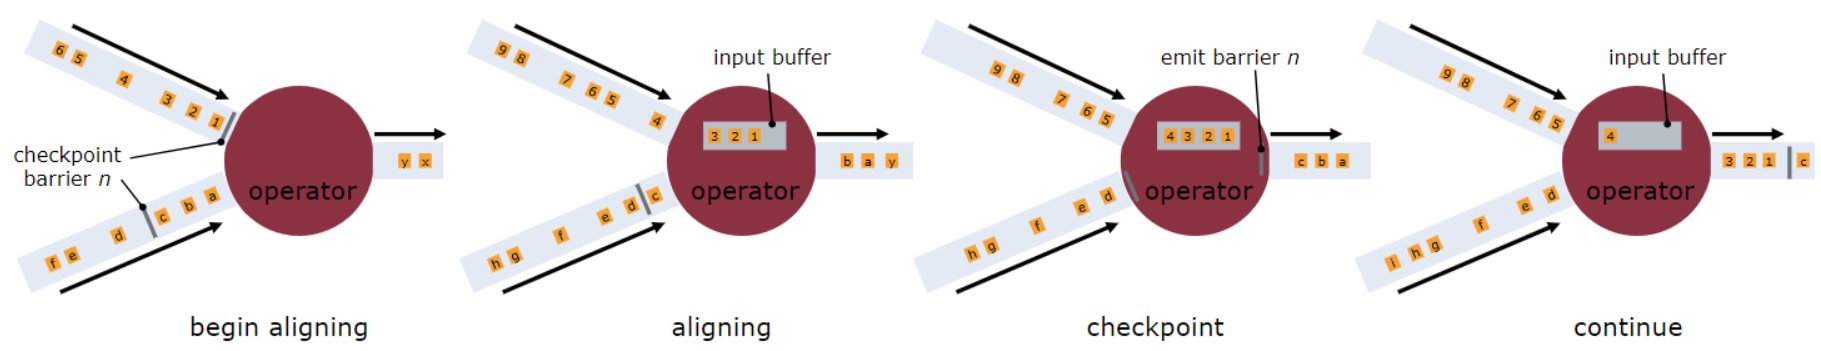 6 5 4 3 2 1
checkpoint
barrier n
f e d c b a
operator
y x
begin aligning
9 8 7 6 5 4
input buffer
3 2 1
operator
b a y
h g f e d c
aligning
9 8 7 6 5
emit barrier n
4 3 2 1
operator
c b a
h g f e d
checkpoint
9 8 7 6 5
input buffer
4
operator
3 2 1 c
i h g f e d
continue